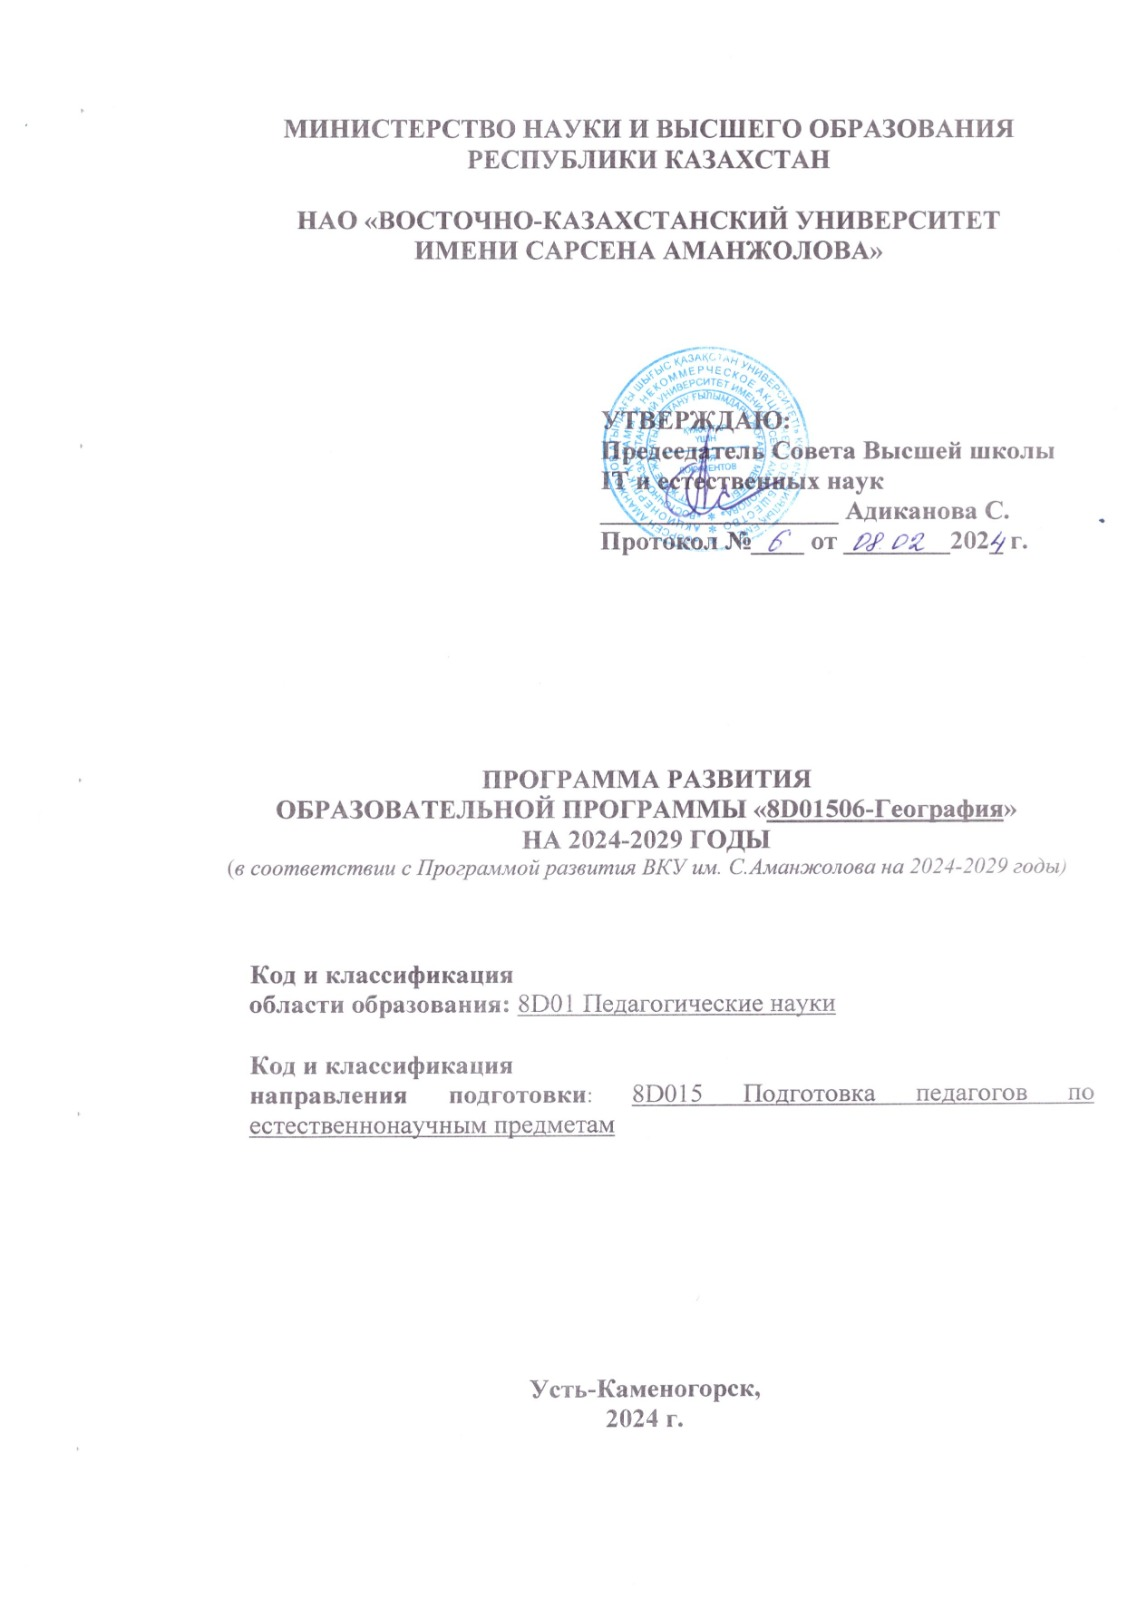 МИНИСТЕРСТВО НАУКИ И ВЫСШЕГО ОБРАЗОВАНИЯ
РЕСПУБЛИКИ КАЗАХСТАН
НАО «ВОСТОЧНО-КАЗАХСТАНСКИЙ УНИВЕРСИТЕТ
ИМЕНИ САРСЕНА АМАНЖОЛОВА»
УТВЕРЖДАЮ:
Председатель Совета Высшей школы
IT и естественных наук
__________________ Адиканова С.
Протокол № 6 от 08 02 2024 г.
ПРОГРАММА РАЗВИТИЯ
ОБРАЗОВАТЕЛЬНОЙ ПРОГРАММЫ «8D01506-География»
НА 2024-2029 ГОДЫ
(в соответствии с Программой развития ВКУ им. С.Аманжолова на 2024-2029 годы)
Код и классификация
области образования: 8D01 Педагогические науки
Код и классификация
направления подготовки: 8D015 Подготовка педагогов по
естественнонаучным предметам
Усть-Каменогорск,
2024 г.